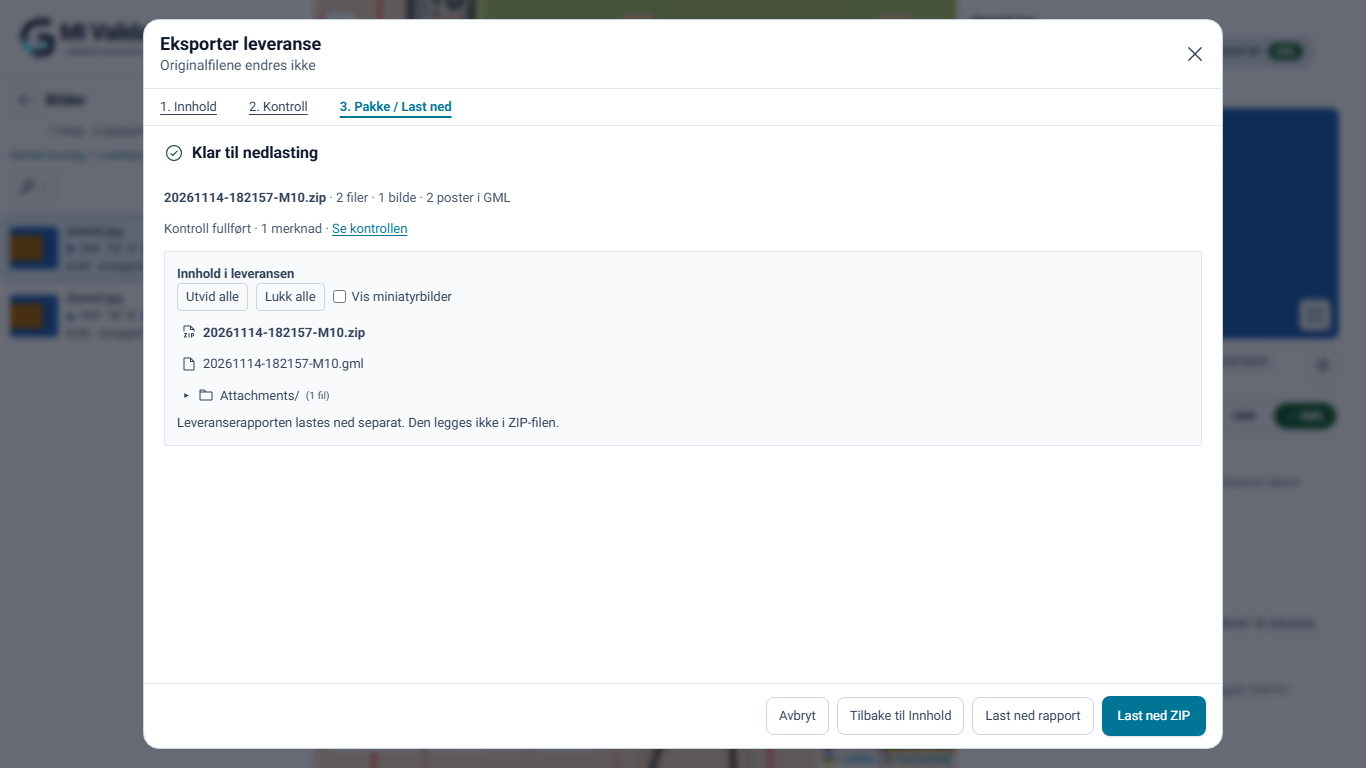 Eksporter leveranse
Originalfilene endres ikke
1. Innhold
2. Kontroll
3. Pakke / Last ned
Klar til nedlasting
20261114-182157-M10.zip · 2 filer · 1 bilde · 2 poster i GML
Kontroll fullført · 1 merknad · Se kontrollen
Innhold i leveransen
Utvid alle
Lukk alle
Vis miniatyrbilder
20261114-182157-M10.zip
20261114-182157-M10.gml
Attachments/ (1 fil)
Leveranserapporten lastes ned separat. Den legges ikke i ZIP-filen.
Avbryt
Tilbake til Innhold
Last ned rapport
Last ned ZIP
Bilder